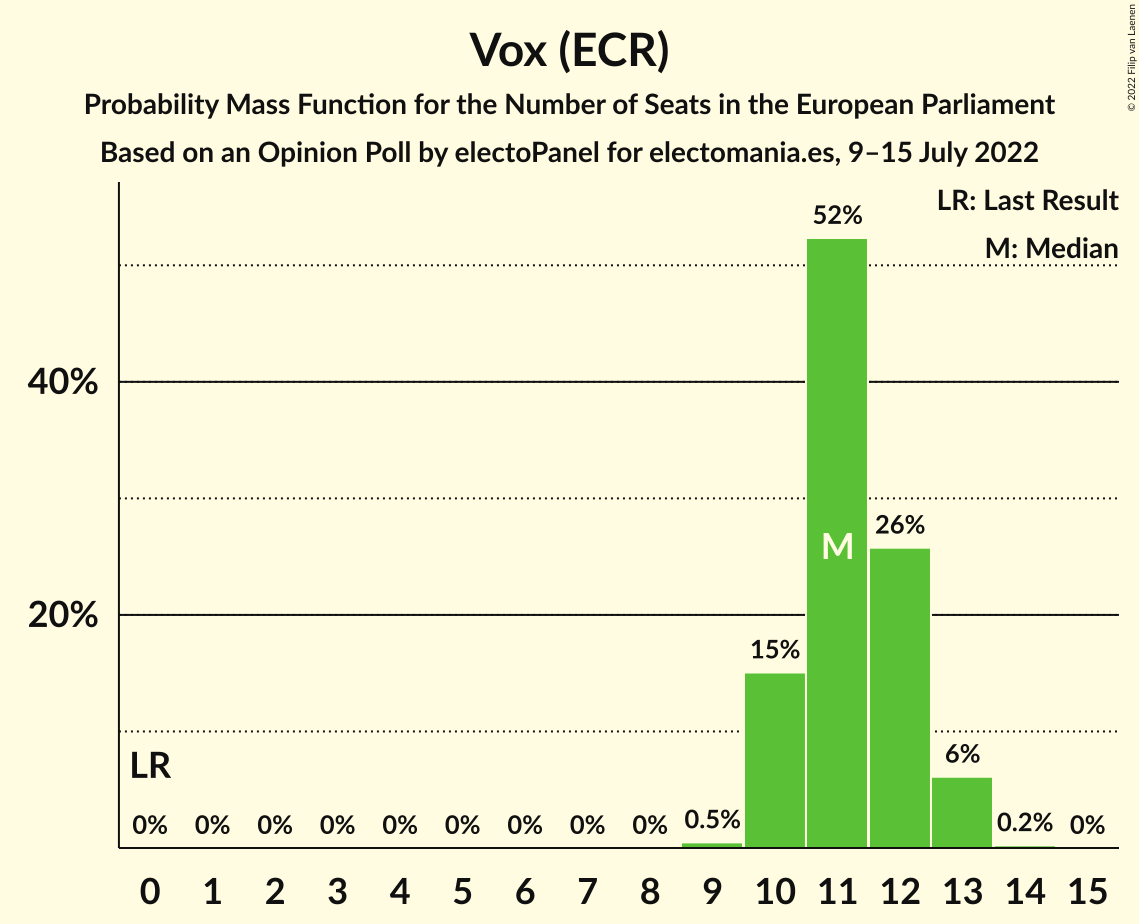 Vox (ECR)
Probability Mass Function for the Number of Seats in the European Parliament
Based on an Opinion Poll by electoPanel for electomania.es, 9–15 July 2022
© 2022 Filip van Laenen
LR: Last Result
M: Median
52%
40%
26%
M
20%
15%
6%
LR
0% 0% 0% 0% 0% 0% 0% 0% 0% 0.5% 0.2% 0%
0 1 2 3 4 5 6 7 8 9 10 11 12 13 14 15